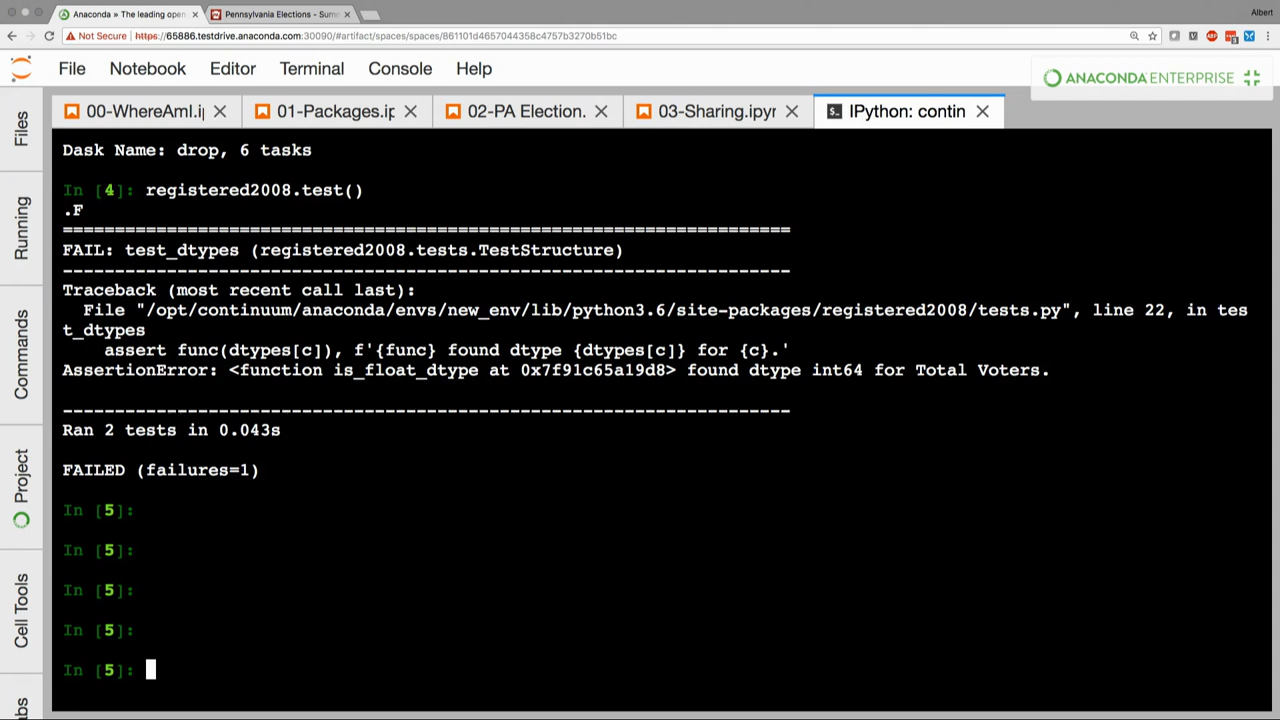 Anaconda » The leading open
Pennsylvania Elections - Sum
Albert
Not Secure https://65886.testdrive.anaconda.com:30090/#artifact/spaces/spaces/861101d4657044358c4757b3270b51bc
File Notebook Editor Terminal Console Help
ANACONDA ENTERPRISE
00-WhereAmI.i 01-Packages.ip 02-PA Election. 03-Sharing.ipyr IPython: contin
Files
Running
Commands
Project
Cell Tools
abs
Dask Name: drop, 6 tasks
In [4]: registered2008.test()
.F
======================================================================
FAIL: test_dtypes (registered2008.tests.TestStructure)
----------------------------------------------------------------------
Traceback (most recent call last):
File "/opt/continuum/anaconda/envs/new_env/lib/python3.6/site-packages/registered2008/tests.py", line 22, in tes
t_dtypes
assert func(dtypes[c]), f'{func} found dtype {dtypes[c]} for {c}.'
AssertionError: <function is_float_dtype at 0x7f91c65a19d8> found dtype int64 for Total Voters.
----------------------------------------------------------------------
Ran 2 tests in 0.043s
FAILED (failures=1)
In [5]:
In [5]:
In [5]:
In [5]:
In [5]: